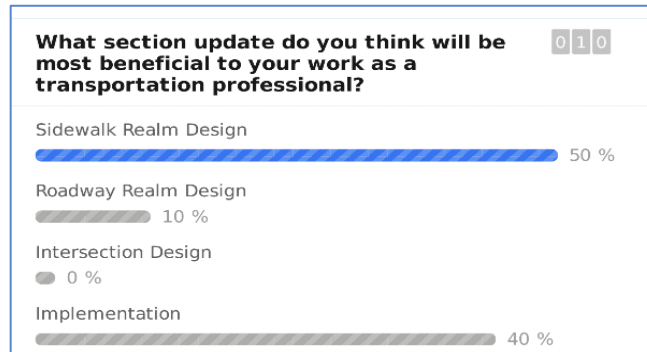 What section update do you think will be
most beneficial to your work as a
transportation professional?
0 1 0
Sidewalk Realm Design
50 %
Roadway Realm Design
10 %
Intersection Design
0 %
Implementation
40 %